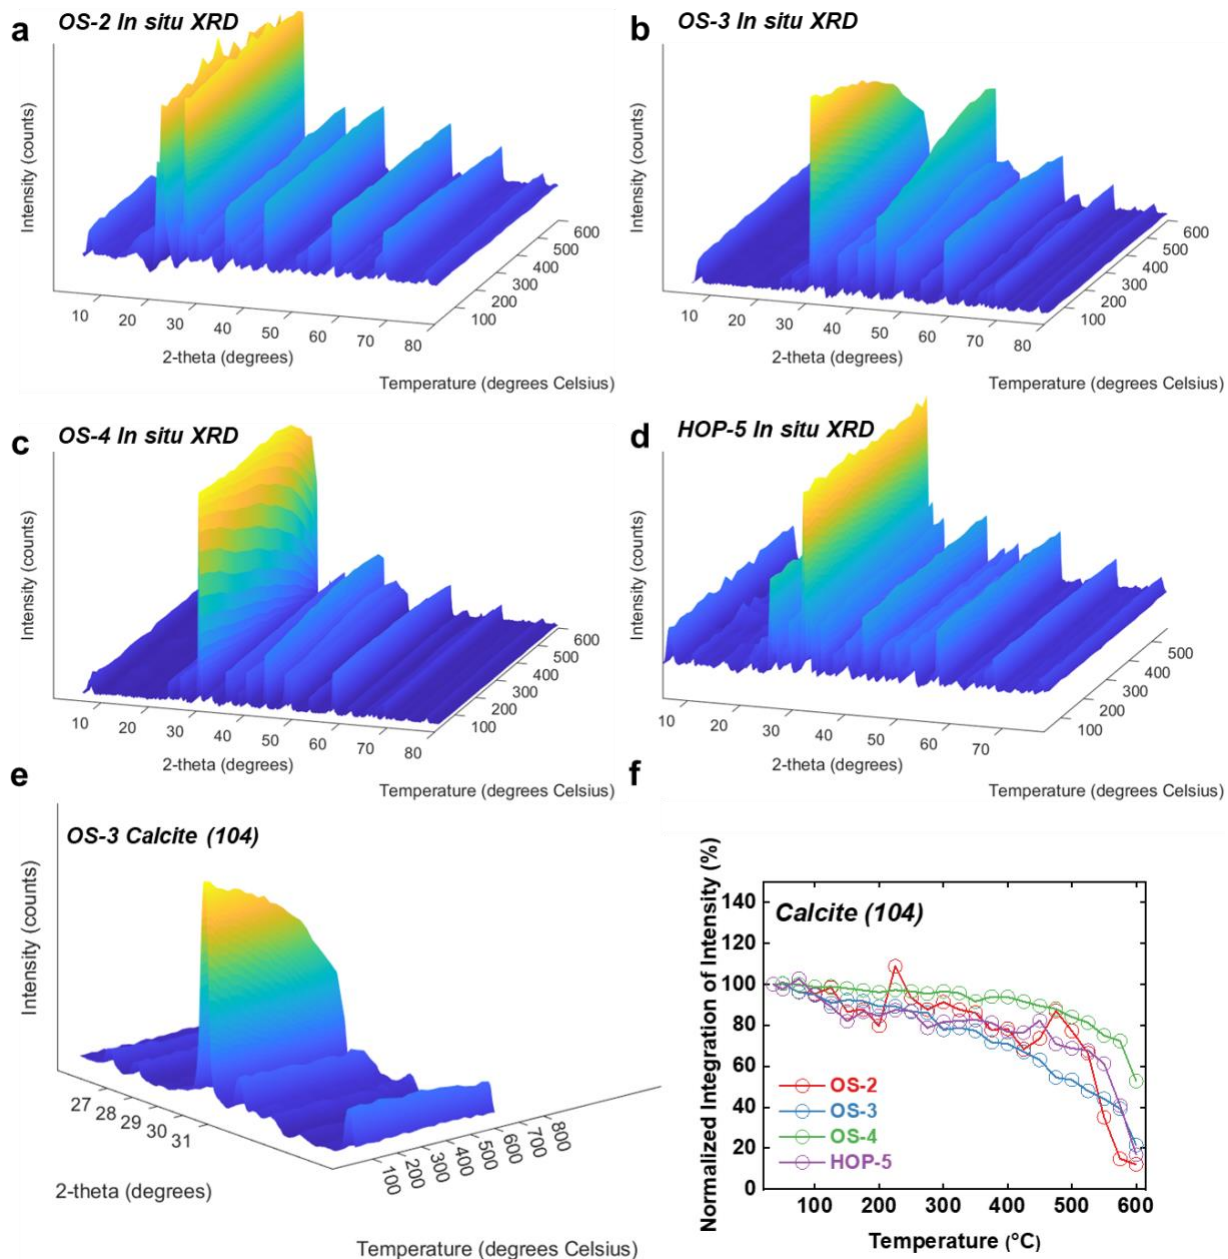 a
OS-2 In situ XRD
Intensity (counts)
10 20 30 40 50 60 70 80
100 200 300 400 500 600
2-theta (degrees)
Temperature (degrees Celsius)
b
OS-3 In situ XRD
Intensity (counts)
10 20 30 40 50 60 70 80
100 200 300 400 500 600
2-theta (degrees)
Temperature (degrees Celsius)
c
OS-4 In situ XRD
Intensity (counts)
10 20 30 40 50 60 70 80
100 200 300 400 500 600
2-theta (degrees)
Temperature (degrees Celsius)
d
HOP-5 In situ XRD
Intensity (counts)
10 20 30 40 50 60 70
100 200 300 400 500
2-theta (degrees)
Temperature (degrees Celsius)
e
OS-3 Calcite (104)
Intensity (counts)
27 28 29 30 31
100 200 300 400 500 600 700 800
2-theta (degrees)
Temperature (degrees Celsius)
f
Normalized Integration of Intensity (%)
140
120
100
80
60
40
20
0
Calcite (104)
OS-2
OS-3
OS-4
HOP-5
100 200 300 400 500 600
Temperature (°C)